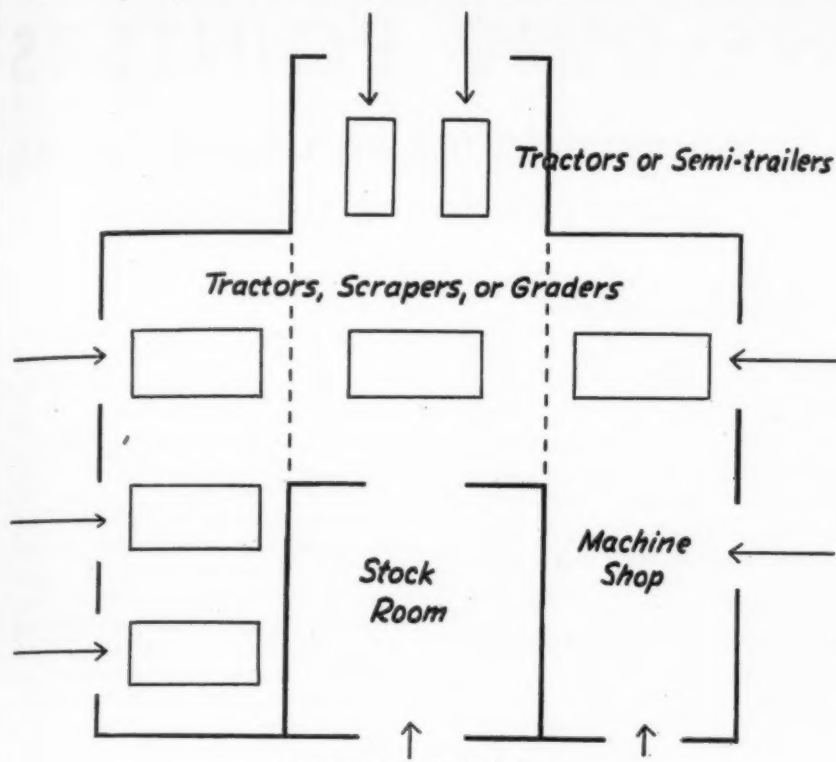 Tractors or Semi-trailers
Tractors, Scrapers, or Graders
Stock
Room
Machine
Shop